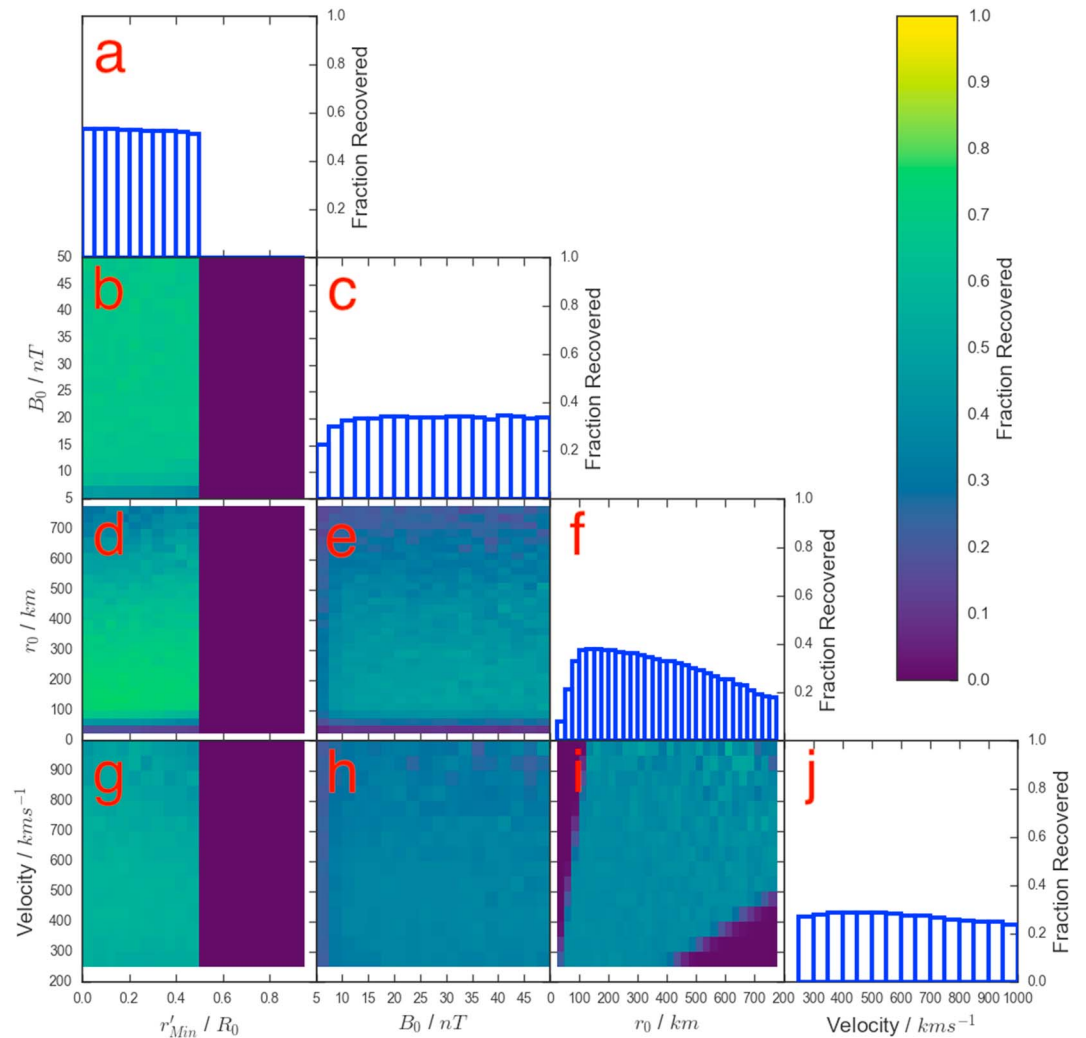 1.0
0.8
0.6
0.4
0.2
Fraction Recovered
a
1.0
0.9
0.8
0.7
0.6
0.5
0.4
0.3
0.2
0.1
0.0
Fraction Recovered
50
45
40
35
30
25
20
15
10
5
B₀ / nT
b
c
1.0
0.8
0.6
0.4
0.2
Fraction Recovered
700
600
500
400
300
200
100
0
r₀ / km
d
e
f
1.0
0.8
0.6
0.4
0.2
Fraction Recovered
900
800
700
600
500
400
300
200
Velocity / kms⁻¹
g
h
i
j
1.0
0.8
0.6
0.4
0.2
0.0
Fraction Recovered
0.0 0.2 0.4 0.6 0.8
5 10 15 20 25 30 35 40 45
0 100 200 300 400 500 600 700
200 300 400 500 600 700 800 900 1000
r′Min / R₀
B₀ / nT
r₀ / km
Velocity / kms⁻¹